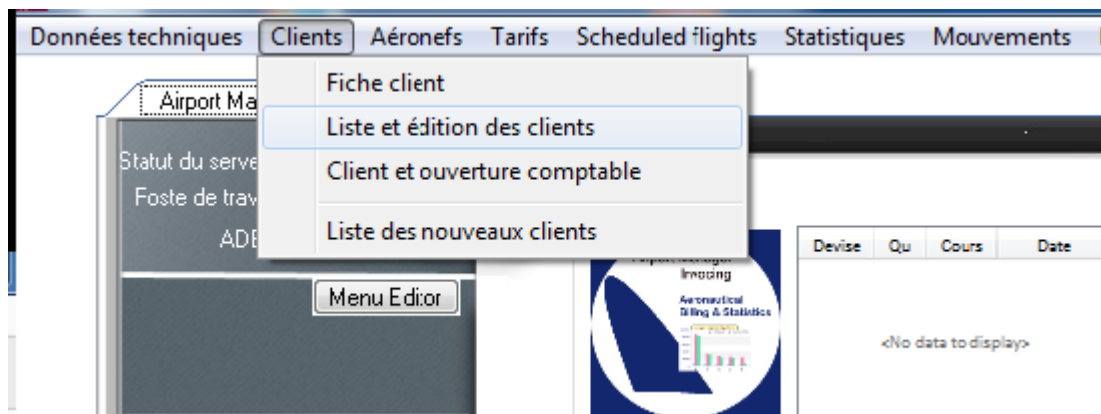 Données techniques Clients Aéronefs Tarifs Scheduled flights Statistiques Mouvements
Fiche client
Airport Ma
Liste et édition des clients
Statut du serve
Client et ouverture comptable
Foste de trav
Liste des nouveaux clients
ADE
Devise Qu Cours Date
Invocing
Menu Editor
Aeronautical
Billing & Statistics
<No data to display>